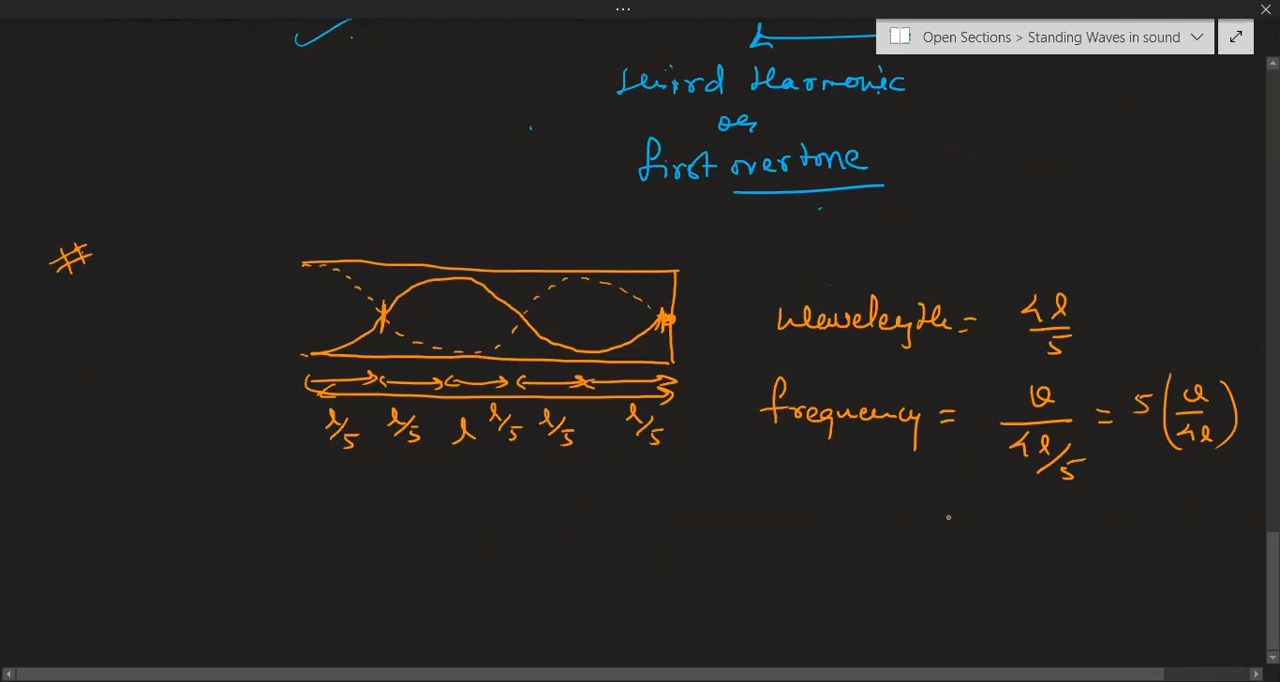 ...
Open Sections > Standing Waves in sound
Third Harmonic
or
first overtone
#
wavelength = 4l/5
frequency = v/(4l/5) = 5(v/4l)
l/5 l/5 l l/5 l/5 l/5